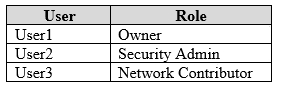 User Role
User1 Owner
User2 Security Admin
User3 Network Contributor